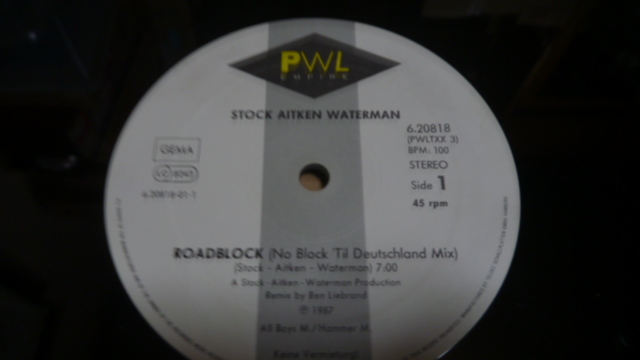 PWL
EMPIRE
STOCK AITKEN WATERMAN
6.20818
(PWLTXX 3)
BPM: 100
GEMA
STEREO
Side 1
6.20818-01-1
45 rpm
ROADBLOCK (No Block 'Til Deutschland Mix)
(Stock - Aitken - Waterman) 7:00
A Stock - Aitken - Waterman Production
Remix by Ben Liebrand
℗ 1987
All Boys M./Hammer M.
Keine Vermietung!